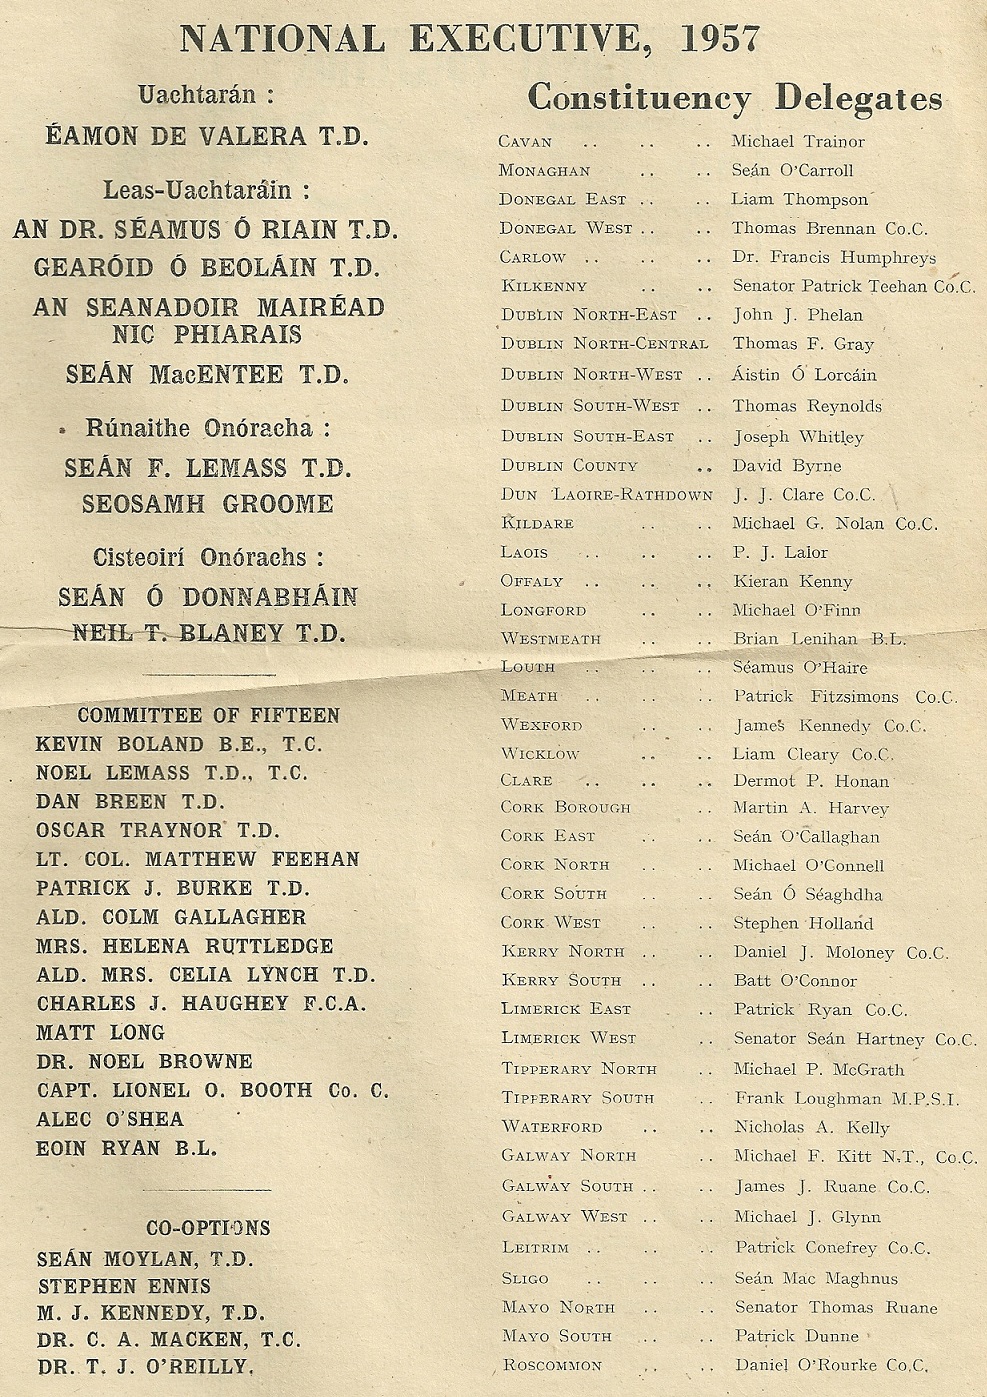 NATIONAL EXECUTIVE, 1957
Uachtarán :
ÉAMON DE VALERA T.D.
Leas-Uachtaráin :
AN DR. SÉAMUS Ó RIAIN T.D.
GEARÓID Ó BEOLÁIN T.D.
AN SEANADOIR MAIRÉAD
NIC PHIARAIS
SEÁN MacENTEE T.D.
Rúnaithe Onóracha :
SEÁN F. LEMASS T.D.
SEOSAMH GROOME
Cisteoirí Onórachs :
SEÁN Ó DONNABHÁIN
NEIL T. BLANEY T.D.
COMMITTEE OF FIFTEEN
KEVIN BOLAND B.E., T.C.
NOEL LEMASS T.D., T.C.
DAN BREEN T.D.
OSCAR TRAYNOR T.D.
LT. COL. MATTHEW FEEHAN
PATRICK J. BURKE T.D.
ALD. COLM GALLAGHER
MRS. HELENA RUTTLEDGE
ALD. MRS. CELIA LYNCH T.D.
CHARLES J. HAUGHEY F.C.A.
MATT LONG
DR. NOEL BROWNE
CAPT. LIONEL O. BOOTH Co. C.
ALEC O'SHEA
EOIN RYAN B.L.
CO-OPTIONS
SEÁN MOYLAN, T.D.
STEPHEN ENNIS
M. J. KENNEDY, T.D.
DR. C. A. MACKEN, T.C.
DR. T. J. O'REILLY.
Constituency Delegates
CAVAN .. .. .. Michael Trainor
MONAGHAN .. .. Seán O'Carroll
DONEGAL EAST .. .. Liam Thompson
DONEGAL WEST .. .. Thomas Brennan Co.C.
CARLOW .. .. .. Dr. Francis Humphreys
KILKENNY .. .. Senator Patrick Teehan Co.C.
DUBLIN NORTH-EAST .. John J. Phelan
DUBLIN NORTH-CENTRAL Thomas F. Gray
DUBLIN NORTH-WEST .. Áistin Ó Lorcáin
DUBLIN SOUTH-WEST .. Thomas Reynolds
DUBLIN SOUTH-EAST .. Joseph Whitley
DUBLIN COUNTY .. David Byrne
DUN LAOIRE-RATHDOWN J. J. Clare Co.C.
KILDARE .. .. Michael G. Nolan Co.C.
LAOIS .. .. .. P. J. Lalor
OFFALY .. .. .. Kieran Kenny
LONGFORD .. .. Michael O'Finn
WESTMEATH .. .. Brian Lenihan B.L.
LOUTH .. .. .. Séamus O'Haire
MEATH .. .. .. Patrick Fitzsimons Co.C.
WEXFORD .. .. James Kennedy Co.C.
WICKLOW .. .. Liam Cleary Co.C.
CLARE .. .. .. Dermot P. Honan
CORK BOROUGH .. Martin A. Harvey
CORK EAST .. .. Seán O'Callaghan
CORK NORTH .. .. Michael O'Connell
CORK SOUTH .. .. Seán Ó Séaghdha
CORK WEST .. .. Stephen Holland
KERRY NORTH .. .. Daniel J. Moloney Co.C.
KERRY SOUTH .. .. Batt O'Connor
LIMERICK EAST .. Patrick Ryan Co.C.
LIMERICK WEST .. Senator Seán Hartney Co.C.
TIPPERARY NORTH .. Michael P. McGrath
TIPPERARY SOUTH .. Frank Loughman M.P.S.I.
WATERFORD .. .. Nicholas A. Kelly
GALWAY NORTH .. Michael F. Kitt N.T., Co.C.
GALWAY SOUTH .. .. James J. Ruane Co.C.
GALWAY WEST .. .. Michael J. Glynn
LEITRIM .. .. .. Patrick Conefrey Co.C.
SLIGO .. .. .. Seán Mac Maghnus
MAYO NORTH .. .. Senator Thomas Ruane
MAYO SOUTH .. .. Patrick Dunne
ROSCOMMON .. .. Daniel O'Rourke Co.C.